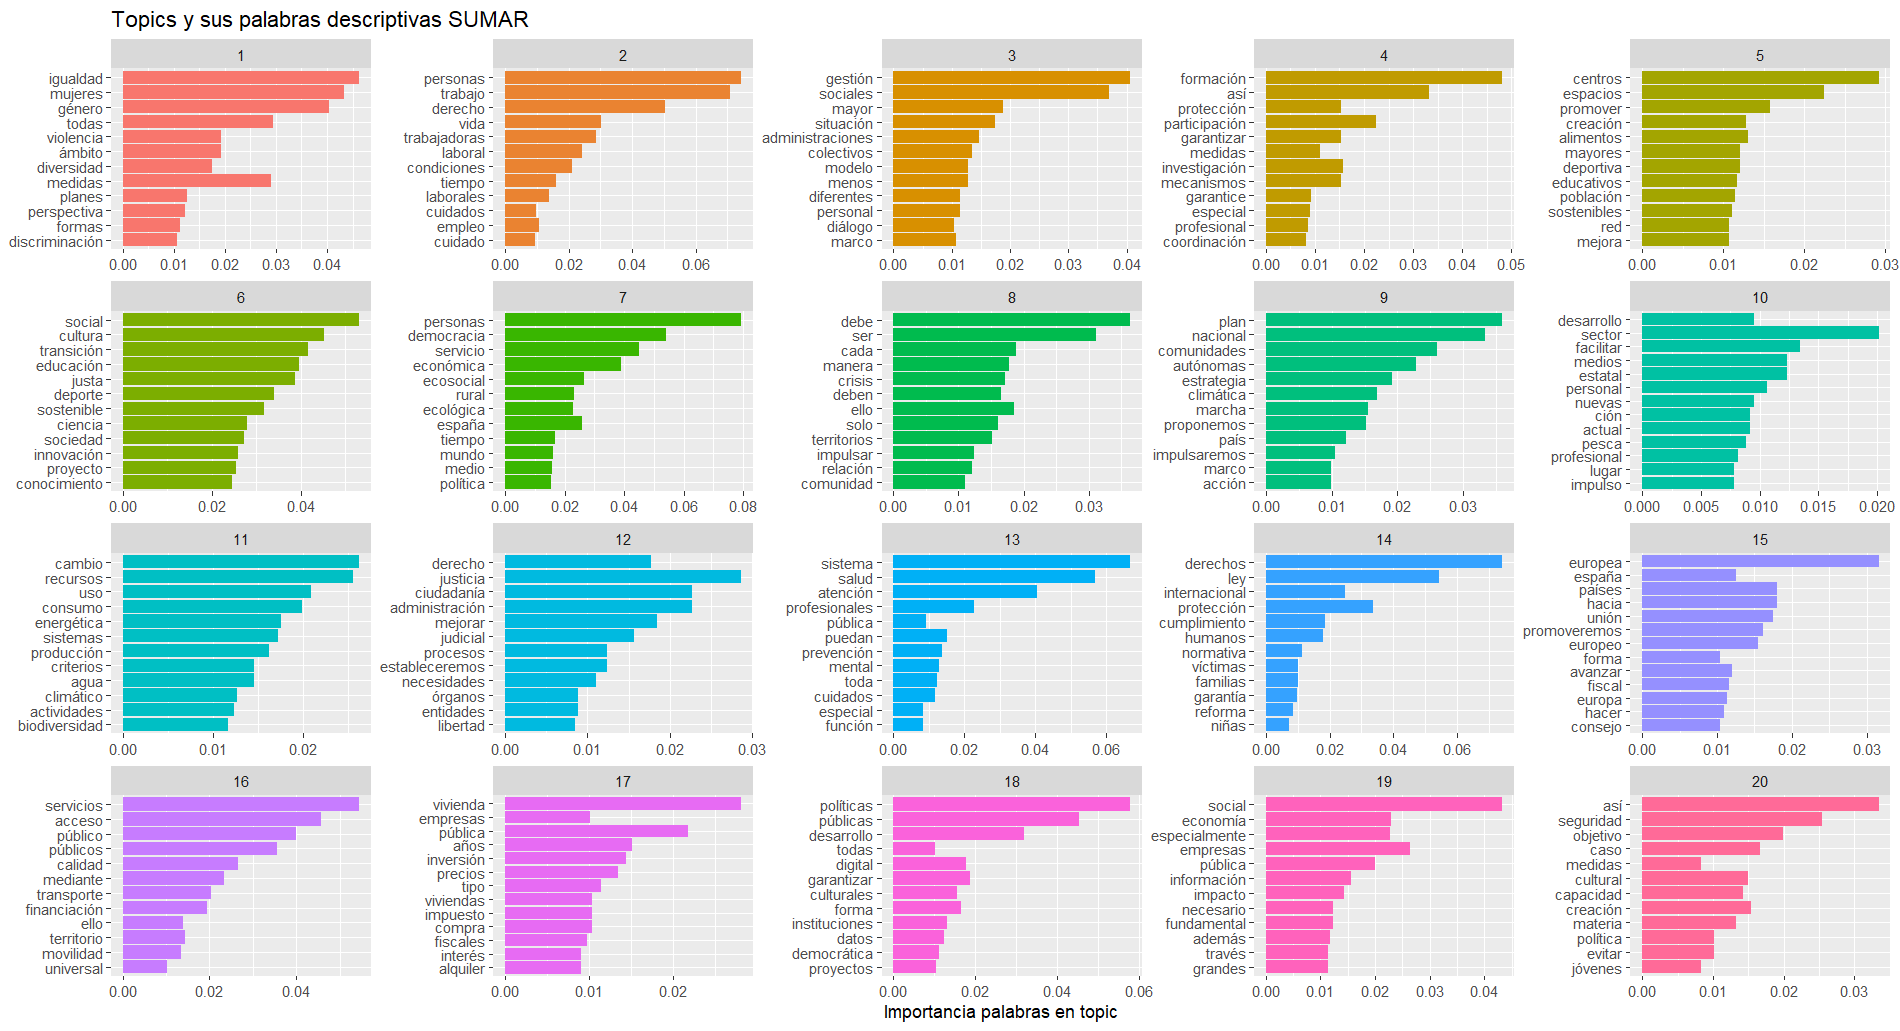 Topics y sus palabras descriptivas SUMAR
1
igualdad
mujeres
género
todas
violencia
ámbito
diversidad
medidas
planes
perspectiva
formas
discriminación
0.00 0.01 0.02 0.03 0.04
2
personas
trabajo
derecho
vida
trabajadoras
laboral
condiciones
tiempo
laborales
cuidados
empleo
cuidado
0.00 0.02 0.04 0.06
3
gestión
sociales
mayor
situación
administraciones
colectivos
modelo
menos
diferentes
personal
diálogo
marco
0.00 0.01 0.02 0.03 0.04
4
formación
así
protección
participación
garantizar
medidas
investigación
mecanismos
garantice
especial
profesional
coordinación
0.00 0.01 0.02 0.03 0.04 0.05
5
centros
espacios
promover
creación
alimentos
mayores
deportiva
educativos
población
sostenibles
red
mejora
0.00 0.01 0.02 0.03
6
social
cultura
transición
educación
justa
deporte
sostenible
ciencia
sociedad
innovación
proyecto
conocimiento
0.00 0.02 0.04
7
personas
democracia
servicio
económica
ecosocial
rural
ecológica
españa
tiempo
mundo
medio
política
0.00 0.02 0.04 0.06 0.08
8
debe
ser
cada
manera
crisis
deben
ello
solo
territorios
impulsar
relación
comunidad
0.00 0.01 0.02 0.03
9
plan
nacional
comunidades
autónomas
estrategia
climática
marcha
proponemos
país
impulsaremos
marco
acción
0.00 0.01 0.02 0.03
10
desarrollo
sector
facilitar
medios
estatal
personal
nuevas
ción
actual
pesca
profesional
lugar
impulso
0.000 0.005 0.010 0.015 0.020
11
cambio
recursos
uso
consumo
energética
sistemas
producción
criterios
agua
climático
actividades
biodiversidad
0.00 0.01 0.02
12
derecho
justicia
ciudadanía
administración
mejorar
judicial
procesos
estableceremos
necesidades
órganos
entidades
libertad
0.00 0.01 0.02 0.03
13
sistema
salud
atención
profesionales
pública
puedan
prevención
mental
toda
cuidados
especial
función
0.00 0.02 0.04 0.06
14
derechos
ley
internacional
protección
cumplimiento
humanos
normativa
víctimas
familias
garantía
reforma
niñas
0.00 0.02 0.04 0.06
15
europea
españa
países
hacia
unión
promoveremos
europeo
forma
avanzar
fiscal
europa
hacer
consejo
0.00 0.01 0.02 0.03
16
servicios
acceso
público
públicos
calidad
mediante
transporte
financiación
ello
territorio
movilidad
universal
0.00 0.02 0.04
17
vivienda
empresas
pública
años
inversión
precios
tipo
viviendas
impuesto
compra
fiscales
interés
alquiler
0.00 0.01 0.02
18
políticas
públicas
desarrollo
todas
digital
garantizar
culturales
forma
instituciones
datos
democrática
proyectos
0.00 0.02 0.04 0.06
19
social
economía
especialmente
empresas
pública
información
impacto
necesario
fundamental
además
través
grandes
0.00 0.01 0.02 0.03 0.04
20
así
seguridad
objetivo
caso
medidas
cultural
capacidad
creación
materia
política
evitar
jóvenes
0.00 0.01 0.02 0.03
Importancia palabras en topic